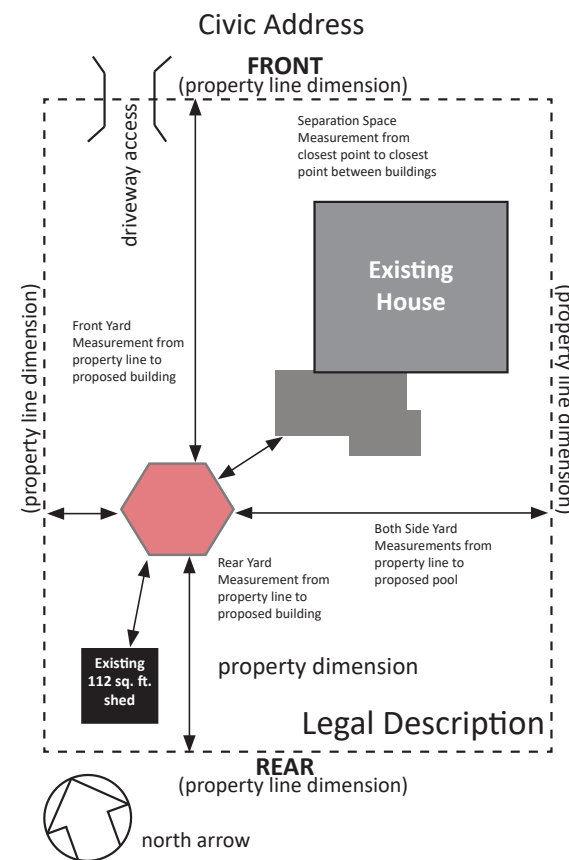 Civic Address
FRONT
(property line dimension)
driveway access
Separation Space
Measurement from
closest point to closest
point between buildings
Existing
House
Front Yard
Measurement from
property line to
proposed building
(property line dimension)
(property line dimension)
Both Side Yard
Measurements from
property line to
proposed pool
Rear Yard
Measurement from
property line to
proposed building
Existing
112 sq. ft.
shed
property dimension
Legal Description
REAR
(property line dimension)
north arrow